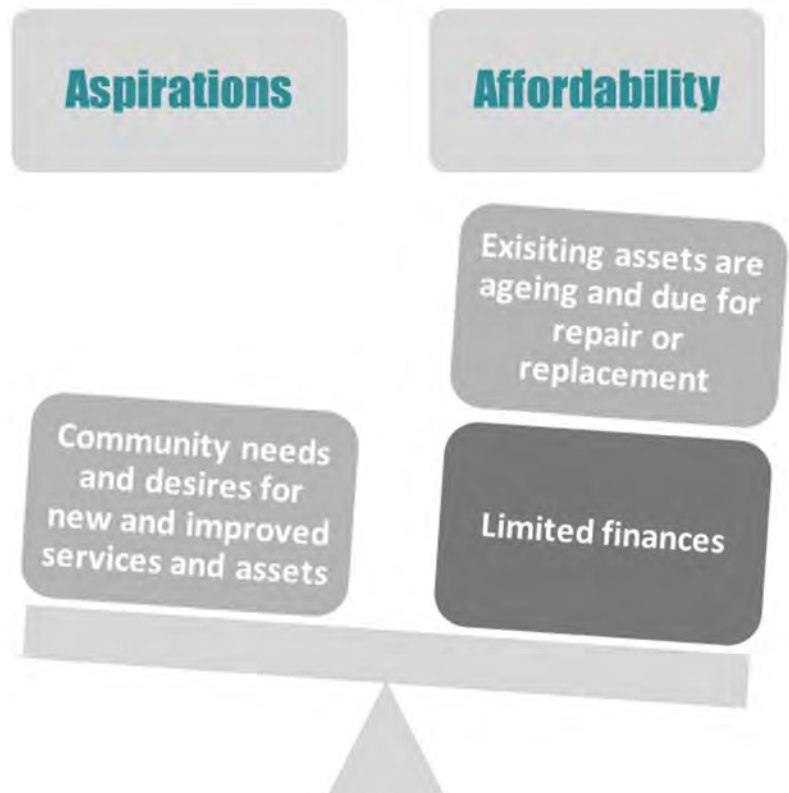 Aspirations
Affordability
Exisiting assets are
ageing and due for
repair or
replacement
Community needs
and desires for
new and improved
services and assets
Limited finances